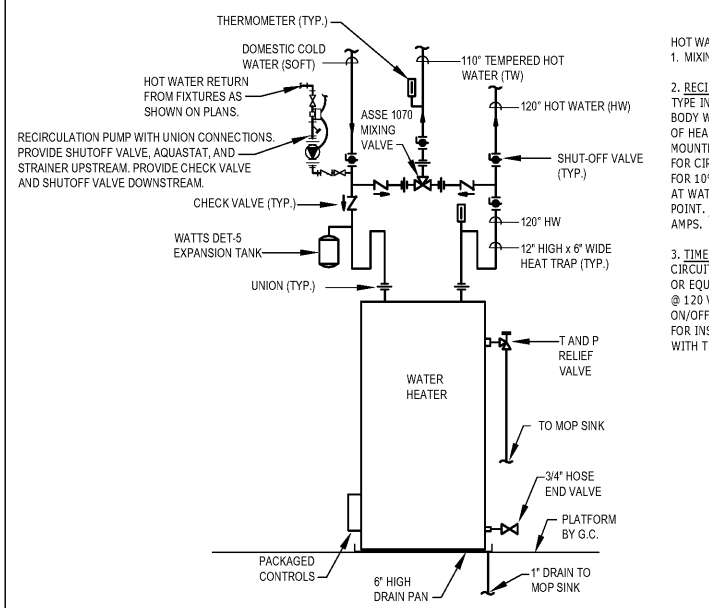 THERMOMETER (TYP.)
DOMESTIC COLD
WATER (SOFT)
110° TEMPERED HOT
WATER (TW)
HOT WATER RETURN
FROM FIXTURES AS
SHOWN ON PLANS.
ASSE 1070
MIXING
VALVE
120° HOT WATER (HW)
RECIRCULATION PUMP WITH UNION CONNECTIONS.
PROVIDE SHUTOFF VALVE, AQUASTAT, AND
STRAINER UPSTREAM. PROVIDE CHECK VALVE
AND SHUTOFF VALVE DOWNSTREAM.
SHUT-OFF VALVE
(TYP.)
CHECK VALVE (TYP.)
120° HW
WATTS DET-5
EXPANSION TANK
12" HIGH x 6" WIDE
HEAT TRAP (TYP.)
UNION (TYP.)
T AND P
RELIEF
VALVE
WATER
HEATER
TO MOP SINK
3/4" HOSE
END VALVE
PLATFORM
BY G.C.
PACKAGED
CONTROLS
6" HIGH
DRAIN PAN
1" DRAIN TO
MOP SINK
HOT WA
1. MIXIN
2. RECI
TYPE IN
BODY W
OF HEA
MOUNTE
FOR CIR
FOR 10°
AT WAT
POINT.
AMPS.
3. TIME
CIRCUIT
OR EQU
@ 120 V
ON/OFF
FOR INS
WITH T